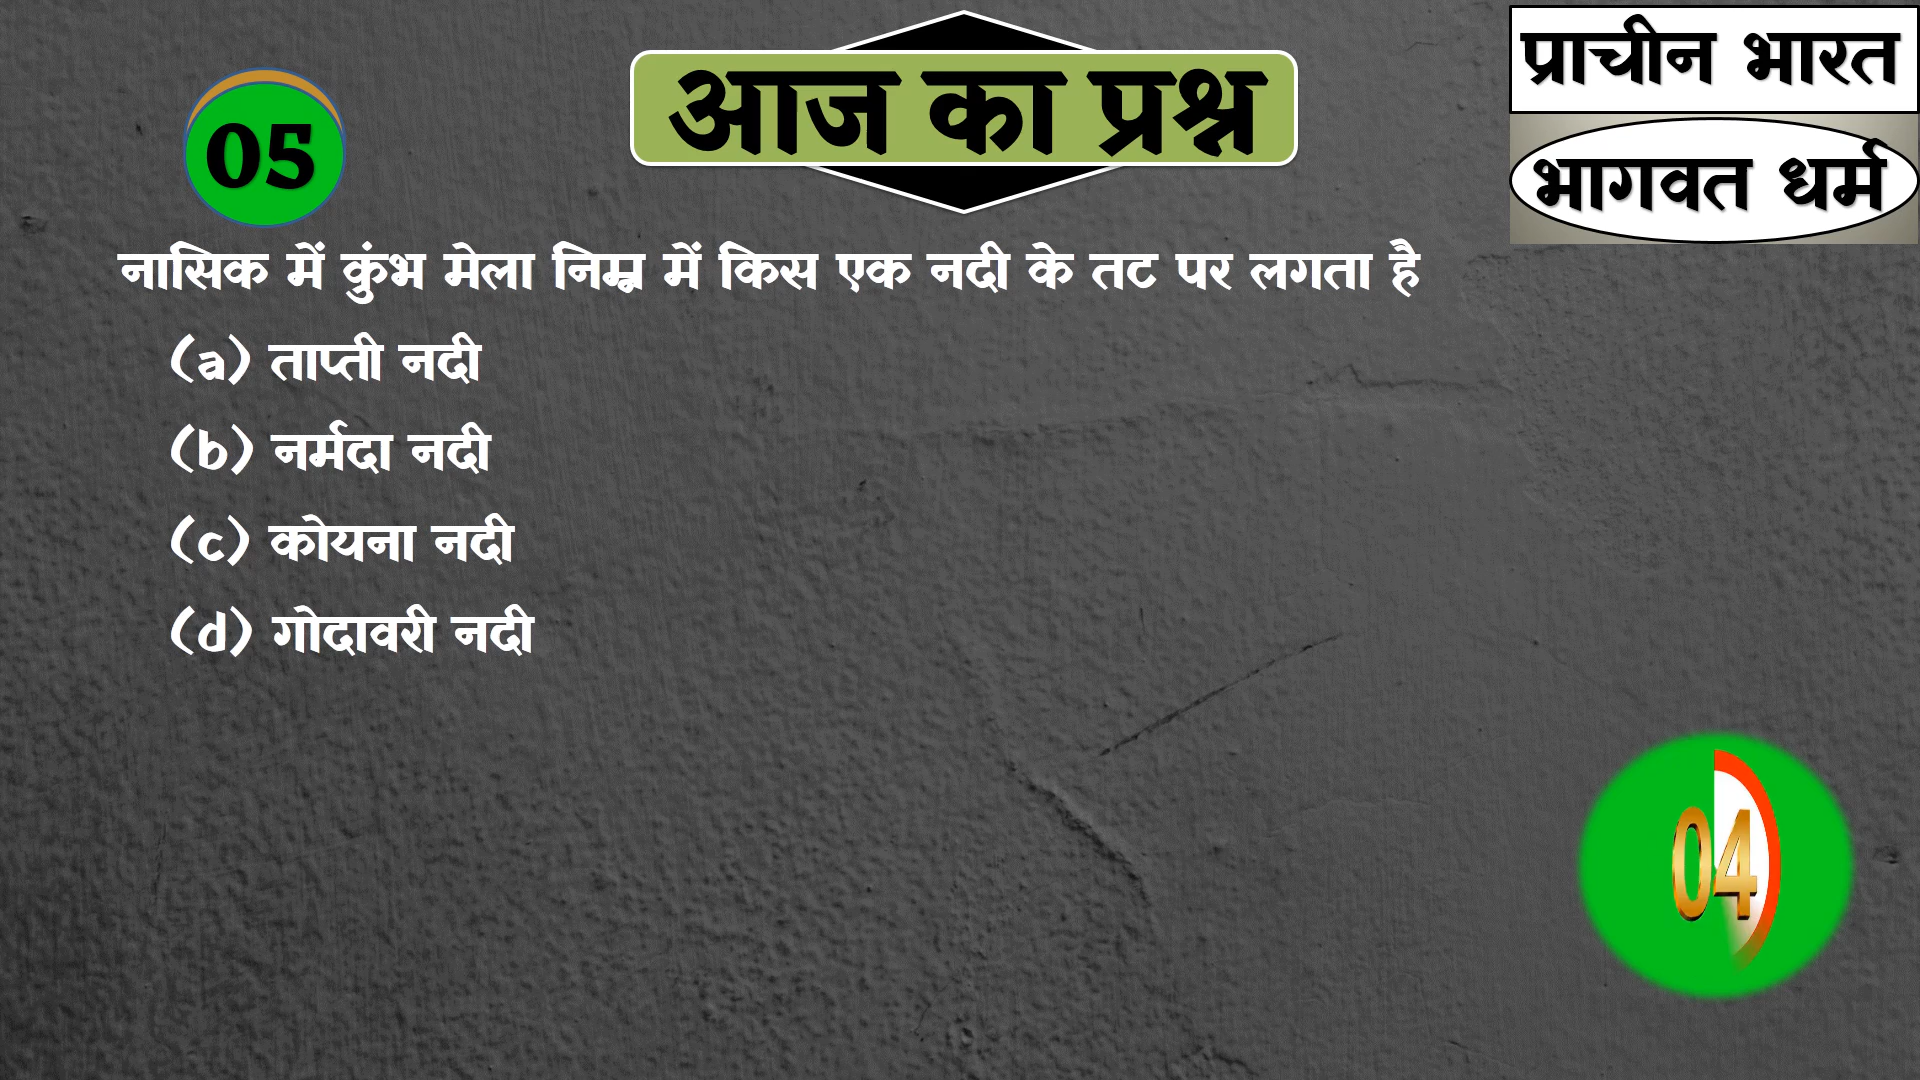 आज का प्रश्न
प्राचीन भारत
भागवत धर्म
05
नासिक में कुंभ मेला निम्न में किस एक नदी के तट पर लगता है
(a) ताप्ती नदी
(b) नर्मदा नदी
(c) कोयना नदी
(d) गोदावरी नदी
04